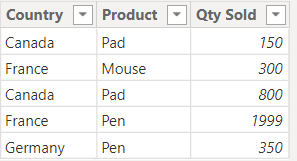 Country Product Qty Sold
Canada Pad 150
France Mouse 300
Canada Pad 800
France Pen 1999
Germany Pen 350